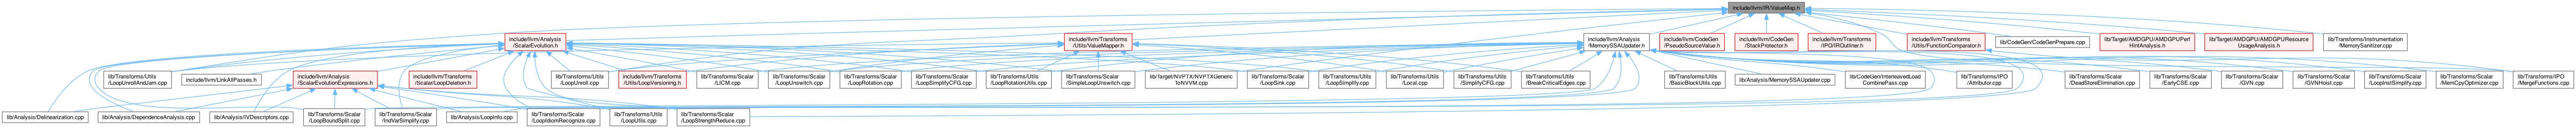 include/llvm/IR/ValueMap.h
include/llvm/Analysis
/ScalarEvolution.h
include/llvm/Transforms
/Utils/ValueMapper.h
include/llvm/Analysis
/MemorySSAUpdater.h
include/llvm/CodeGen
/PseudoSourceValue.h
include/llvm/CodeGen
/StackProtector.h
include/llvm/Transforms
/IPO/IROutliner.h
include/llvm/Transforms
/Utils/FunctionComparator.h
lib/CodeGen/CodeGenPrepare.cpp
lib/Target/AMDGPU/AMDGPUPerf
HintAnalysis.h
lib/Target/AMDGPU/AMDGPUResource
UsageAnalysis.h
lib/Transforms/Instrumentation
/MemorySanitizer.cpp
lib/Transforms/Utils
/LoopUnrollAndJam.cpp
include/llvm/LinkAllPasses.h
include/llvm/Analysis
/ScalarEvolutionExpressions.h
include/llvm/Transforms
/Scalar/LoopDeletion.h
lib/Transforms/Utils
/LoopUnroll.cpp
include/llvm/Transforms
/Utils/LoopVersioning.h
lib/Transforms/Scalar
/LICM.cpp
lib/Transforms/Scalar
/LoopUnswitch.cpp
lib/Transforms/Scalar
/LoopRotation.cpp
lib/Transforms/Scalar
/LoopSimplifyCFG.cpp
lib/Transforms/Utils
/LoopRotationUtils.cpp
lib/Transforms/Scalar
/SimpleLoopUnswitch.cpp
lib/Target/NVPTX/NVPTXGeneric
ToNVVM.cpp
lib/Transforms/Scalar
/LoopSink.cpp
lib/Transforms/Utils
/LoopSimplify.cpp
lib/Transforms/Utils
/Local.cpp
lib/Transforms/Utils
/SimplifyCFG.cpp
lib/Transforms/Utils
/BreakCriticalEdges.cpp
lib/Transforms/Utils
/BasicBlockUtils.cpp
lib/Analysis/MemorySSAUpdater.cpp
lib/CodeGen/InterleavedLoad
CombinePass.cpp
lib/Transforms/IPO
/Attributor.cpp
lib/Transforms/Scalar
/DeadStoreElimination.cpp
lib/Transforms/Scalar
/EarlyCSE.cpp
lib/Transforms/Scalar
/GVN.cpp
lib/Transforms/Scalar
/GVNHoist.cpp
lib/Transforms/Scalar
/LoopInstSimplify.cpp
lib/Transforms/Scalar
/MemCpyOptimizer.cpp
lib/Transforms/IPO
/MergeFunctions.cpp
lib/Analysis/Delinearization.cpp
lib/Analysis/DependenceAnalysis.cpp
lib/Analysis/IVDescriptors.cpp
lib/Transforms/Scalar
/LoopBoundSplit.cpp
lib/Transforms/Scalar
/IndVarSimplify.cpp
lib/Analysis/LoopInfo.cpp
lib/Transforms/Scalar
/LoopIdiomRecognize.cpp
lib/Transforms/Utils
/LoopUtils.cpp
lib/Transforms/Scalar
/LoopStrengthReduce.cpp